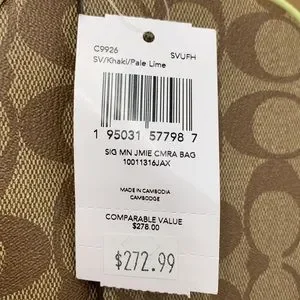 C9926 SVUFH
SV/Khaki/Pale Lime
1 95031 57798 7
SIG MN JMIE CMRA BAG
10011316JAX
MADE IN CAMBODIA
CAMBODGE
COMPARABLE VALUE
$278.00
$272.99